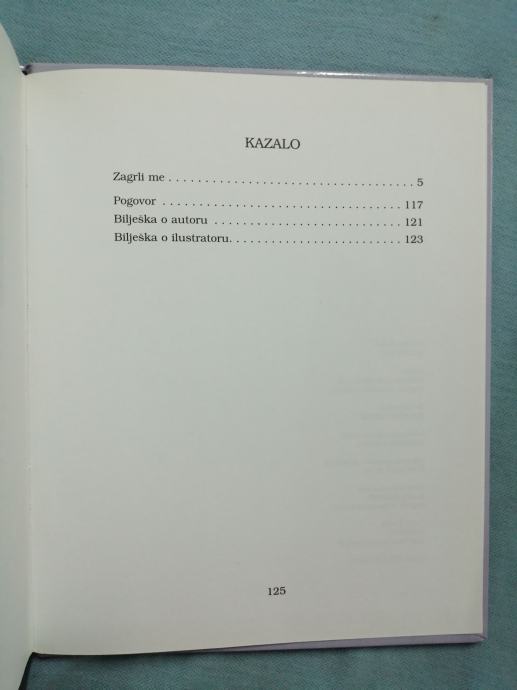 KAZALO
Zagrli me . . . . . . . . . . . . . . . . . . . . . . . . . . . . . . . . . . 5
Pogovor . . . . . . . . . . . . . . . . . . . . . . . . . . . . . . . . . 117
Bilješka o autoru . . . . . . . . . . . . . . . . . . . . . . . . . . 121
Bilješka o ilustratoru. . . . . . . . . . . . . . . . . . . . . . . . 123
125